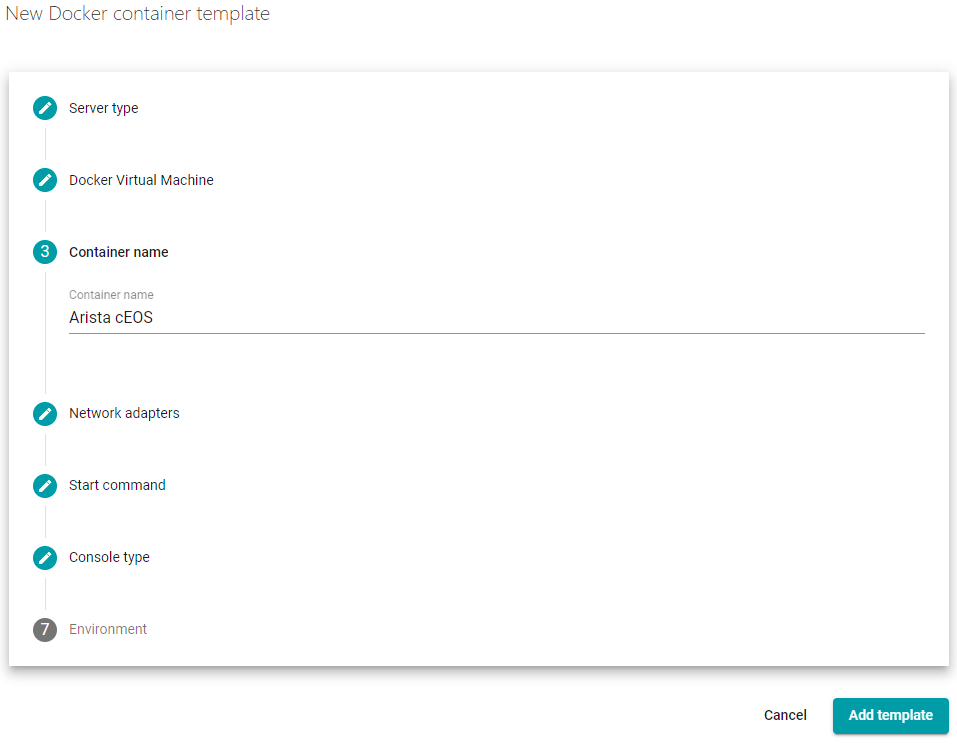 New Docker container template
Server type
Docker Virtual Machine
3 Container name
Container name
Arista cEOS
Network adapters
Start command
Console type
7 Environment
Cancel Add template